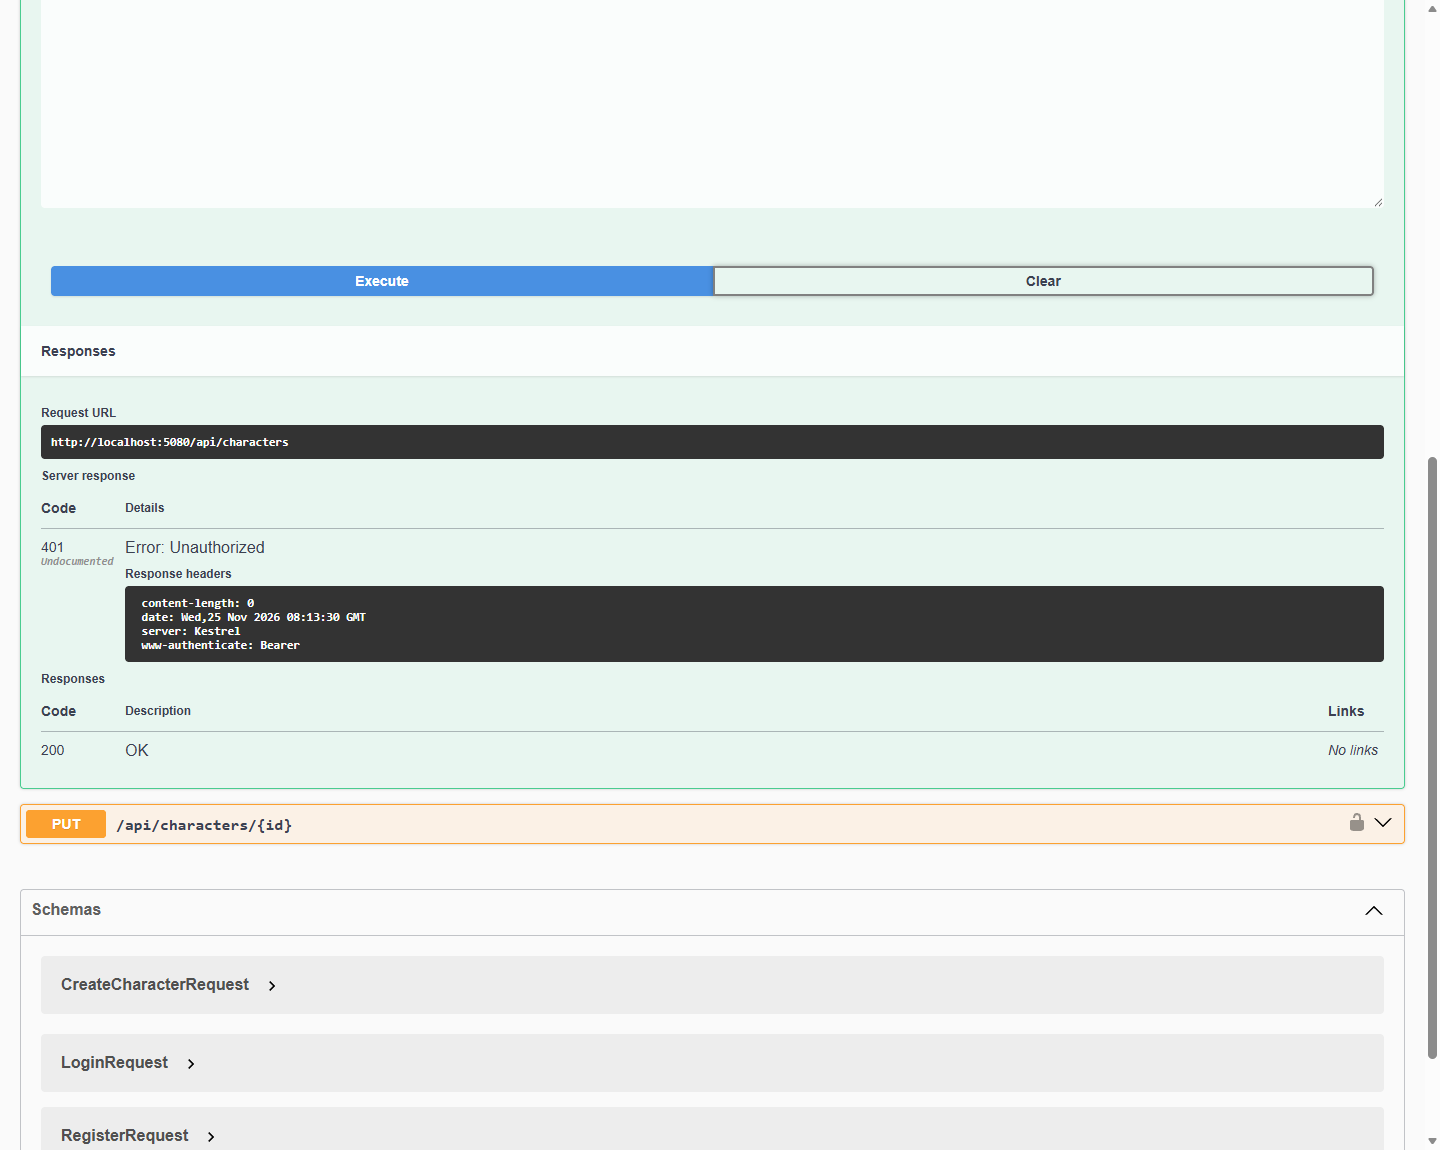 Execute
Clear
Responses
Request URL
http://localhost:5080/api/characters
Server response
Code Details
401 Error: Unauthorized
Undocumented
Response headers
content-length: 0
date: Wed,25 Nov 2026 08:13:30 GMT
server: Kestrel
www-authenticate: Bearer
Responses
Code Description Links
200 OK No links
PUT /api/characters/{id}
Schemas
CreateCharacterRequest
LoginRequest
RegisterRequest